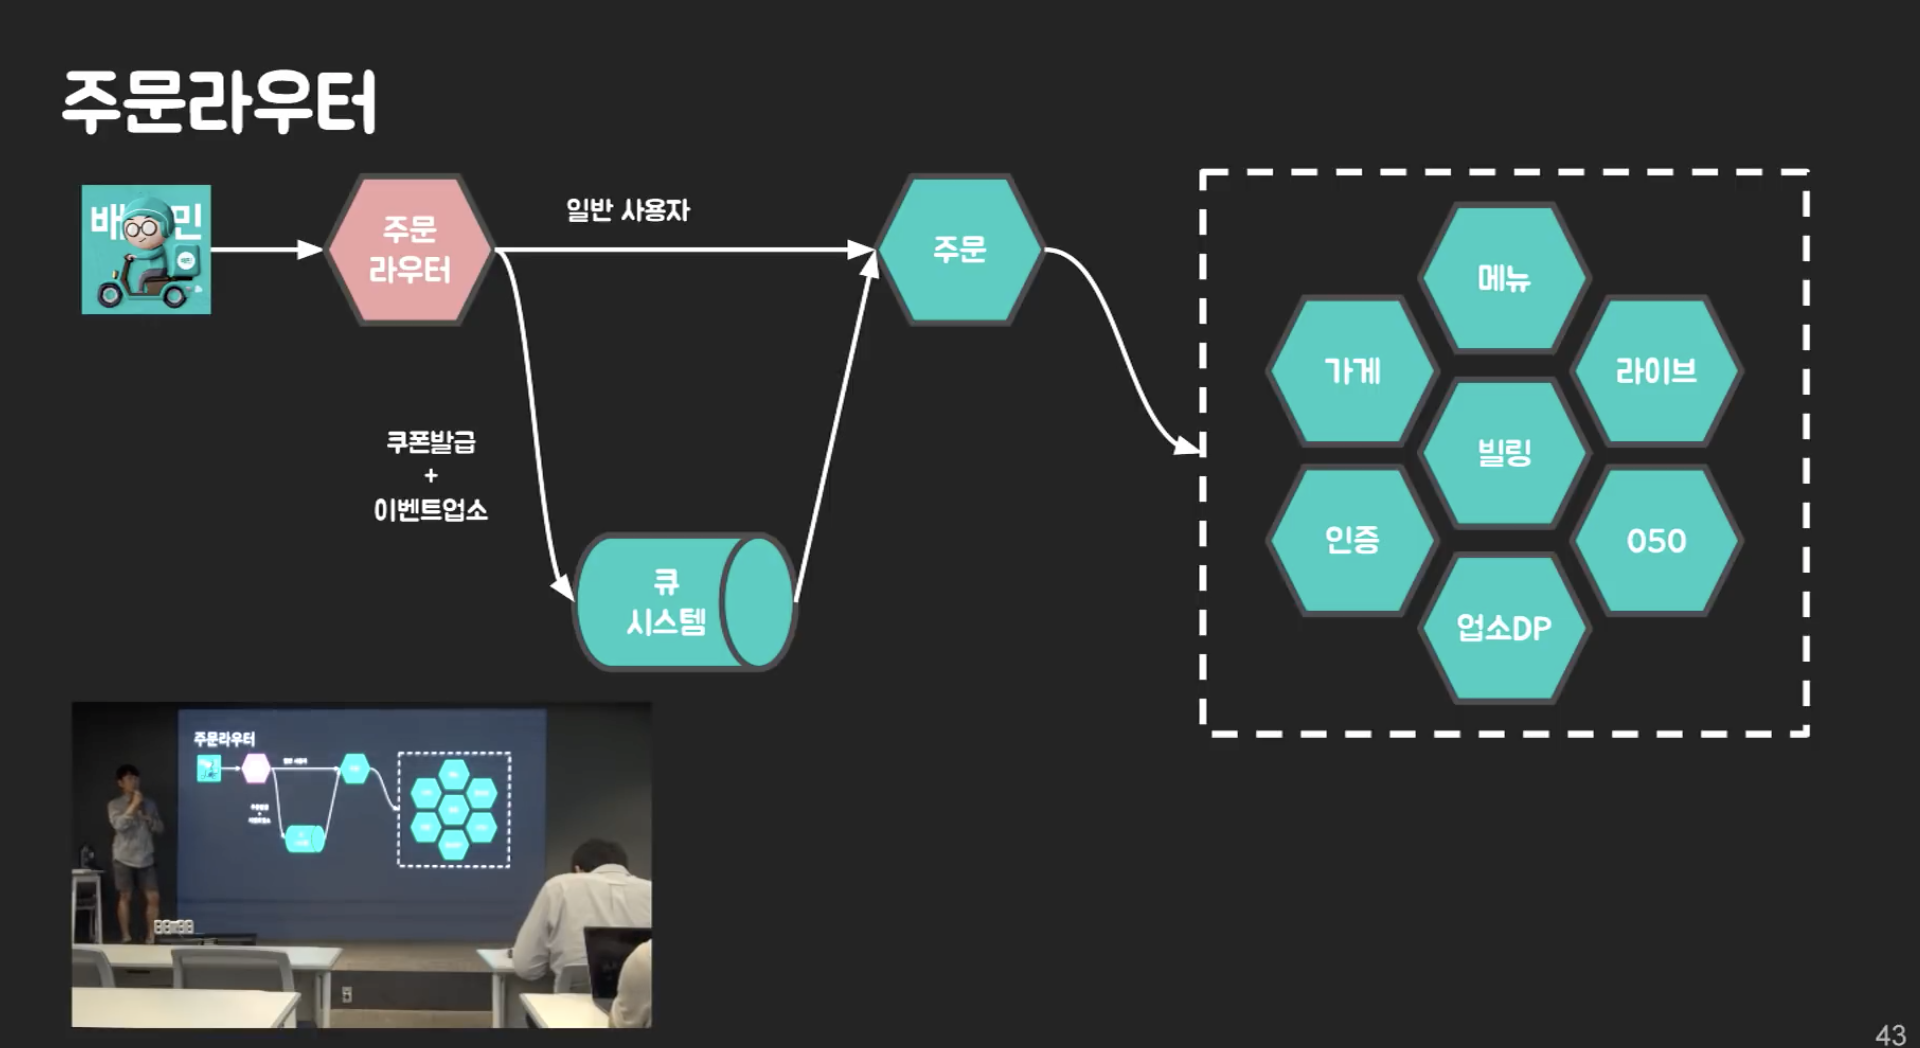 주문라우터
배
민
주문
라우터
일반 사용자
주문
쿠폰발급
+
이벤트업소
큐
시스템
메뉴
가게
라이브
빌링
인증
050
업소DP
주문라우터
43